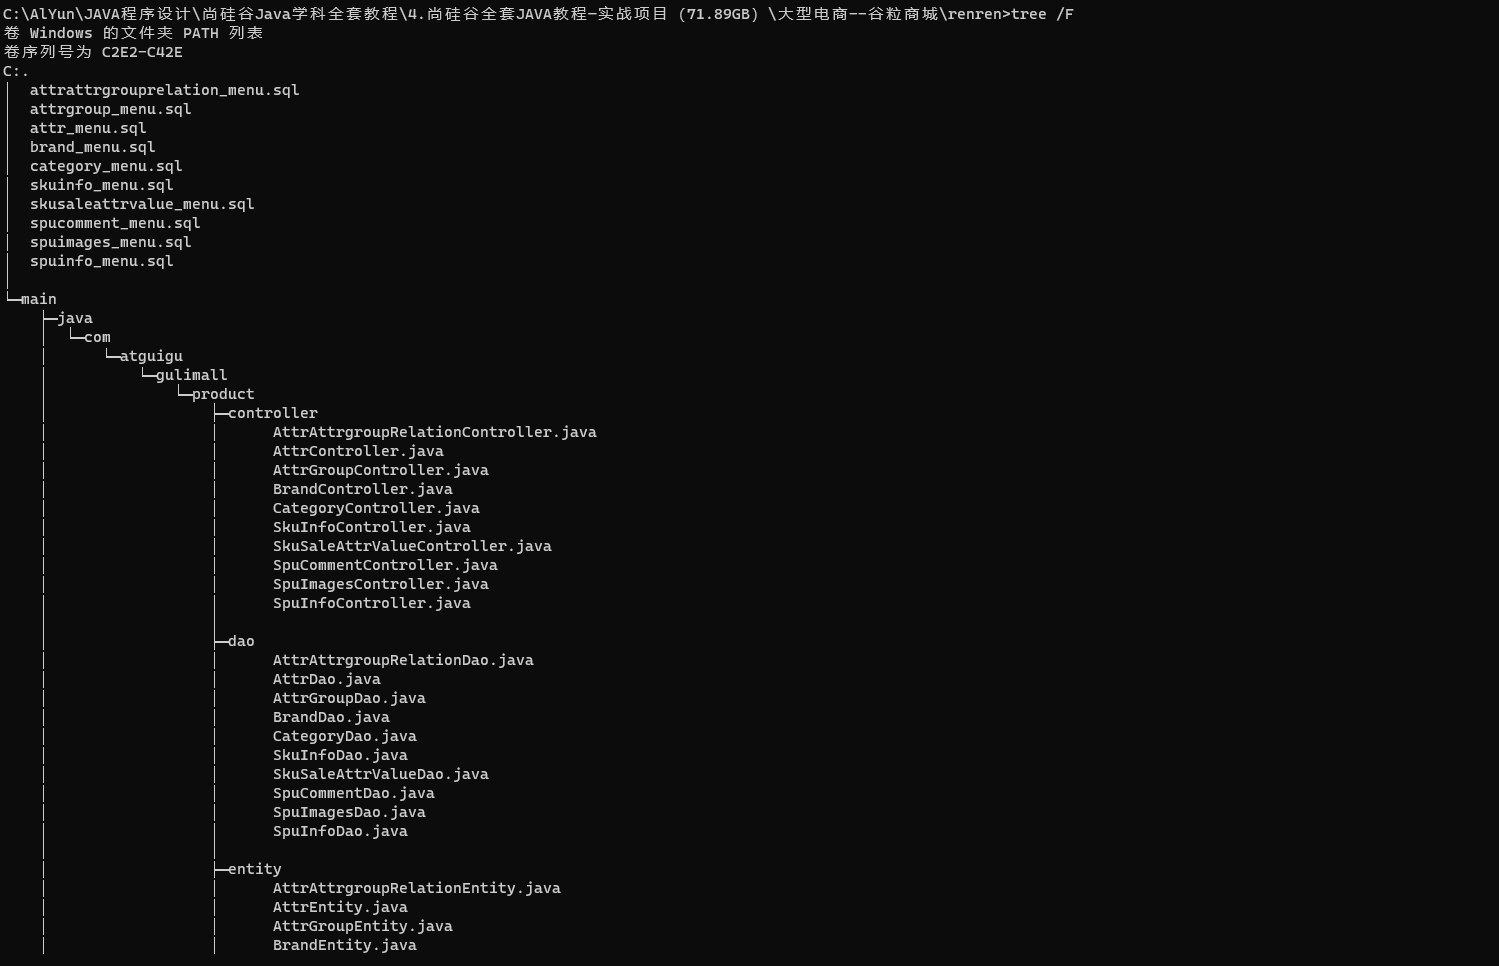 C:\AlYun\JAVA程序设计\尚硅谷Java学科全套教程\4.尚硅谷全套JAVA教程—实战项目 (71.89GB) \大型电商--谷粒商城\renren>tree /F
卷 Windows 的文件夹 PATH 列表
卷序列号为 C2E2-C42E
C:.
│  attrattrgrouprelation_menu.sql
│  attrgroup_menu.sql
│  attr_menu.sql
│  brand_menu.sql
│  category_menu.sql
│  skuinfo_menu.sql
│  skusaleattrvalue_menu.sql
│  spucomment_menu.sql
│  spuimages_menu.sql
│  spuinfo_menu.sql
│
└─main
    ├─java
    │  └─com
    │      └─atguigu
    │          └─gulimall
    │              └─product
    │                  ├─controller
    │                  │      AttrAttrgroupRelationController.java
    │                  │      AttrController.java
    │                  │      AttrGroupController.java
    │                  │      BrandController.java
    │                  │      CategoryController.java
    │                  │      SkuInfoController.java
    │                  │      SkuSaleAttrValueController.java
    │                  │      SpuCommentController.java
    │                  │      SpuImagesController.java
    │                  │      SpuInfoController.java
    │                  │
    │                  ├─dao
    │                  │      AttrAttrgroupRelationDao.java
    │                  │      AttrDao.java
    │                  │      AttrGroupDao.java
    │                  │      BrandDao.java
    │                  │      CategoryDao.java
    │                  │      SkuInfoDao.java
    │                  │      SkuSaleAttrValueDao.java
    │                  │      SpuCommentDao.java
    │                  │      SpuImagesDao.java
    │                  │      SpuInfoDao.java
    │                  │
    │                  ├─entity
    │                  │      AttrAttrgroupRelationEntity.java
    │                  │      AttrEntity.java
    │                  │      AttrGroupEntity.java
    │                  │      BrandEntity.java